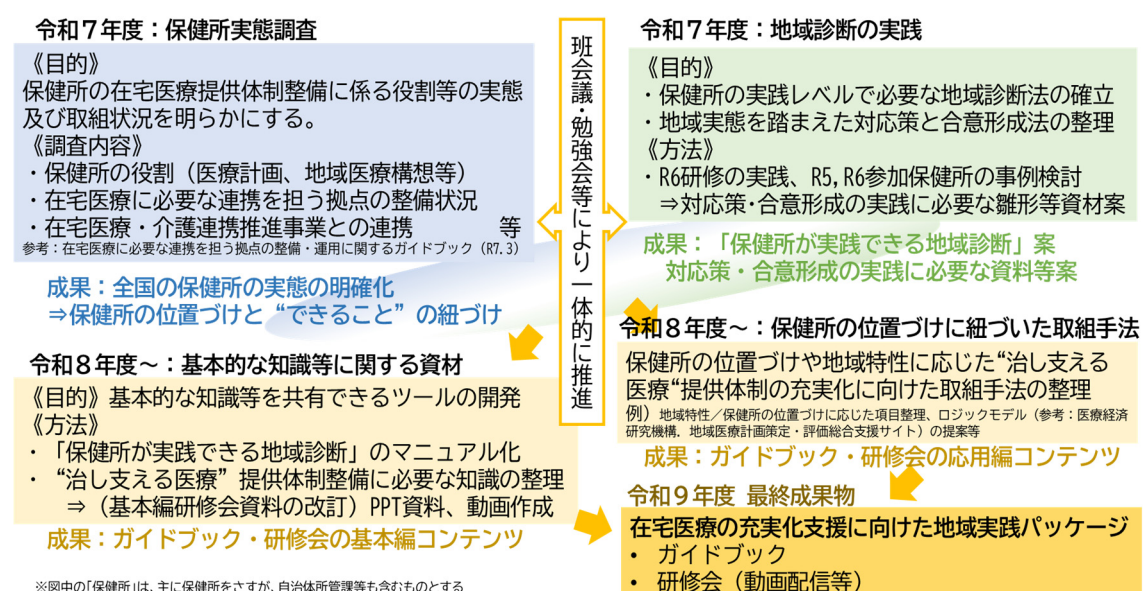 令和７年度：保健所実態調査
《目的》
保健所の在宅医療提供体制整備に係る役割等の実態
及び取組状況を明らかにする。
《調査内容》
・保健所の役割（医療計画、地域医療構想等）
・在宅医療に必要な連携を担う拠点の整備状況
・在宅医療・介護連携推進事業との連携　　　　等
参考：在宅医療に必要な連携を担う拠点の整備・運用に関するガイドブック（R7.3）
成果：全国の保健所の実態の明確化
⇒保健所の位置づけと“できること”の紐づけ
班会議・勉強会等により一体的に推進
令和７年度：地域診断の実践
《目的》
・保健所の実践レベルで必要な地域診断法の確立
・地域実態を踏まえた対応策と合意形成法の整理
《方法》
・R6研修の実践、R5,R6参加保健所の事例検討
⇒対応策・合意形成の実践に必要な雛形等資材案
成果：「保健所が実践できる地域診断」案
対応策・合意形成の実践に必要な資料等案
令和８年度～：基本的な知識等に関する資材
《目的》基本的な知識等を共有できるツールの開発
《方法》
・「保健所が実践できる地域診断」のマニュアル化
・“治し支える医療”提供体制整備に必要な知識の整理
⇒（基本編研修会資料の改訂）PPT資料、動画作成
成果：ガイドブック・研修会の基本編コンテンツ
※図中の「保健所」は、主に保健所をさすが、自治体所管課等も含むものとする
令和８年度～：保健所の位置づけに紐づいた取組手法
保健所の位置づけや地域特性に応じた“治し支える
医療“提供体制の充実化に向けた取組手法の整理
例）地域特性／保健所の位置づけに応じた項目整理、ロジックモデル（参考：医療経済
研究機構．地域医療計画策定・評価総合支援サイト）の提案等
成果：ガイドブック・研修会の応用編コンテンツ
令和９年度 最終成果物
在宅医療の充実化支援に向けた地域実践パッケージ
• ガイドブック
• 研修会（動画配信等）